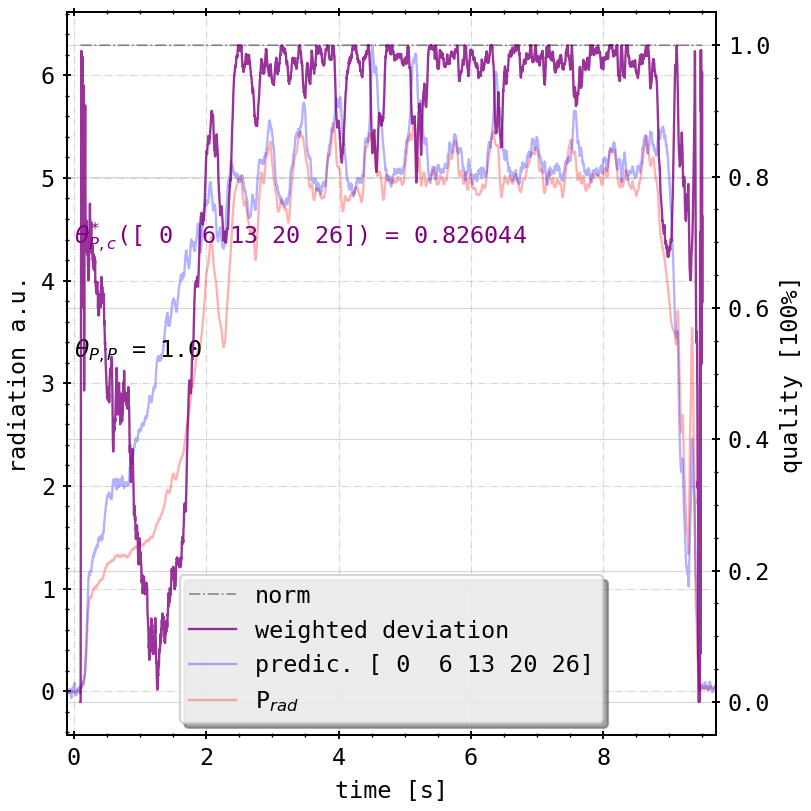 radiation a.u.
6
5
4
3
2
1
0
θ*P,c([ 0  6 13 20 26]) = 0.826044
θP,P = 1.0
norm
weighted deviation
predic. [ 0  6 13 20 26]
Prad
1.0
0.8
0.6
0.4
0.2
0.0
quality [100%]
0 2 4 6 8
time [s]